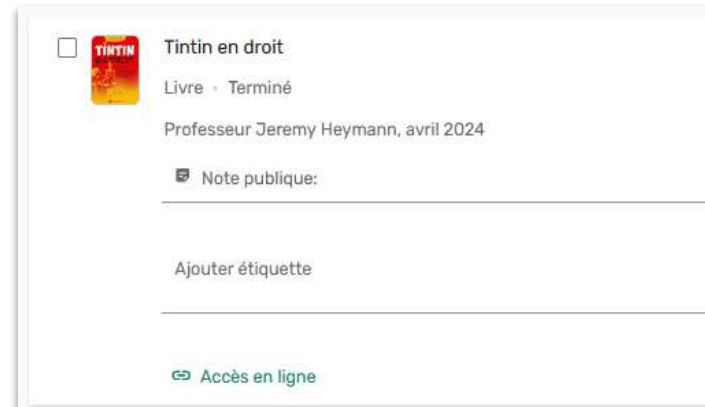 TINTIN
Tintin en droit
Livre • Terminé
Professeur Jeremy Heymann, avril 2024
Note publique:
Ajouter étiquette
Accès en ligne